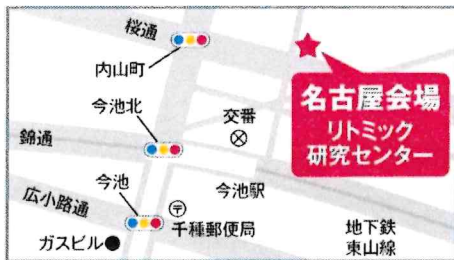 桜通
内山町
名古屋会場
リトミック
研究センター
今池北
交番
錦通
今池
今池駅
広小路通
〒
千種郵便局
ガスビル
地下鉄
東山線